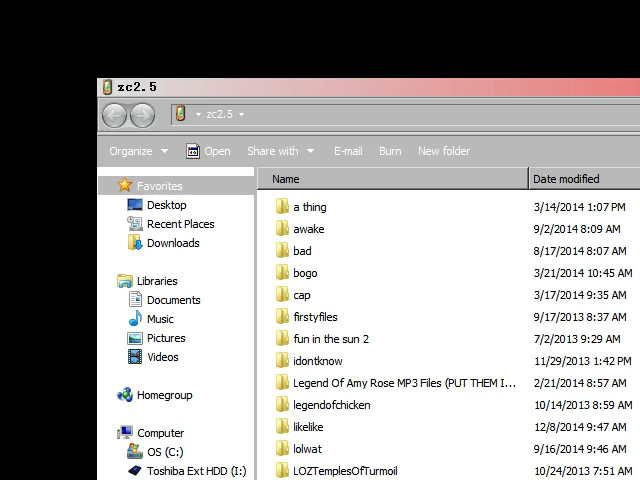 zc2.5
zc2.5
Organize Open Share with E-mail Burn New folder
Name Date modified
Favorites
Desktop
Recent Places
Downloads
Libraries
Documents
Music
Pictures
Videos
Homegroup
Computer
OS (C:)
Toshiba Ext HDD (I:)
a thing 3/14/2014 1:07 PM
awake 9/2/2014 8:09 AM
bad 8/17/2014 8:07 AM
bogo 3/21/2014 10:45 AM
cap 3/17/2014 9:35 AM
firstyfiles 9/17/2013 8:37 AM
fun in the sun 2 7/2/2013 9:29 AM
idontknow 11/29/2013 1:42 PM
Legend Of Amy Rose MP3 Files (PUT THEM I... 2/21/2014 8:57 AM
legendofchicken 10/14/2013 8:59 AM
likelike 12/8/2014 9:47 AM
lolwat 9/16/2014 9:46 AM
LOZTemplesOfTurmoil 10/24/2013 7:51 AM